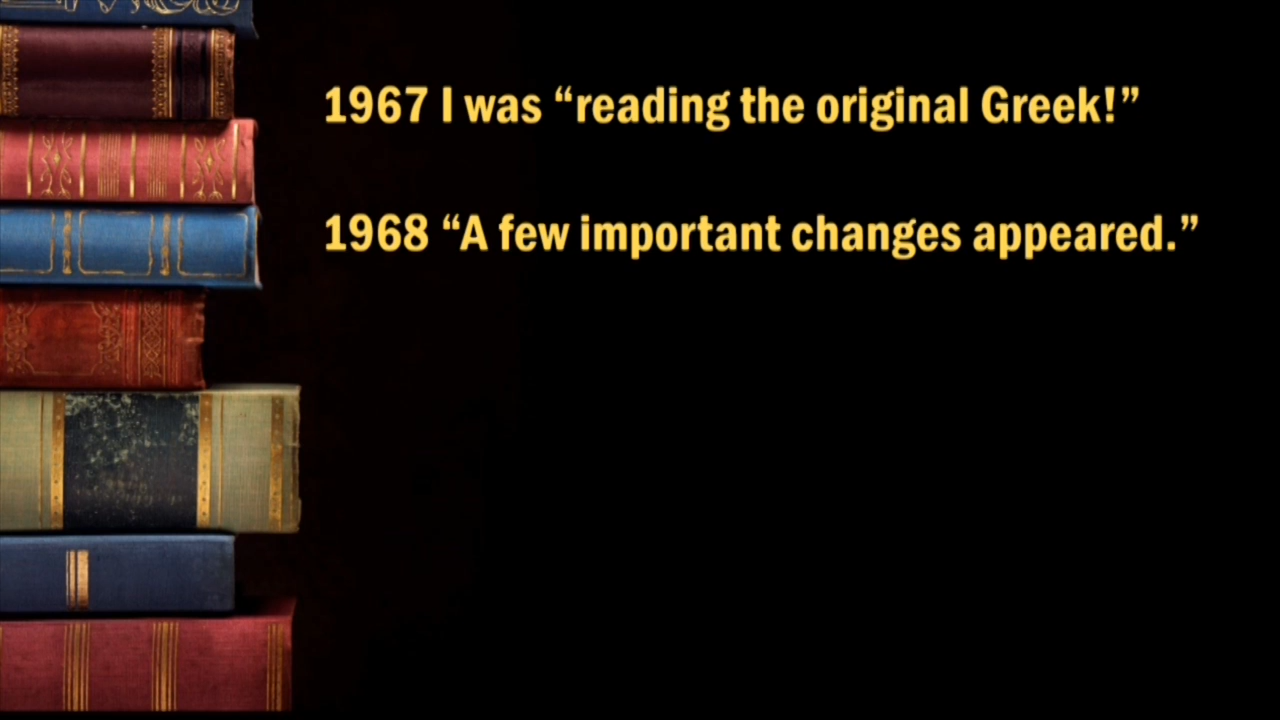 1967 I was “reading the original Greek!”
1968 “A few important changes appeared.”